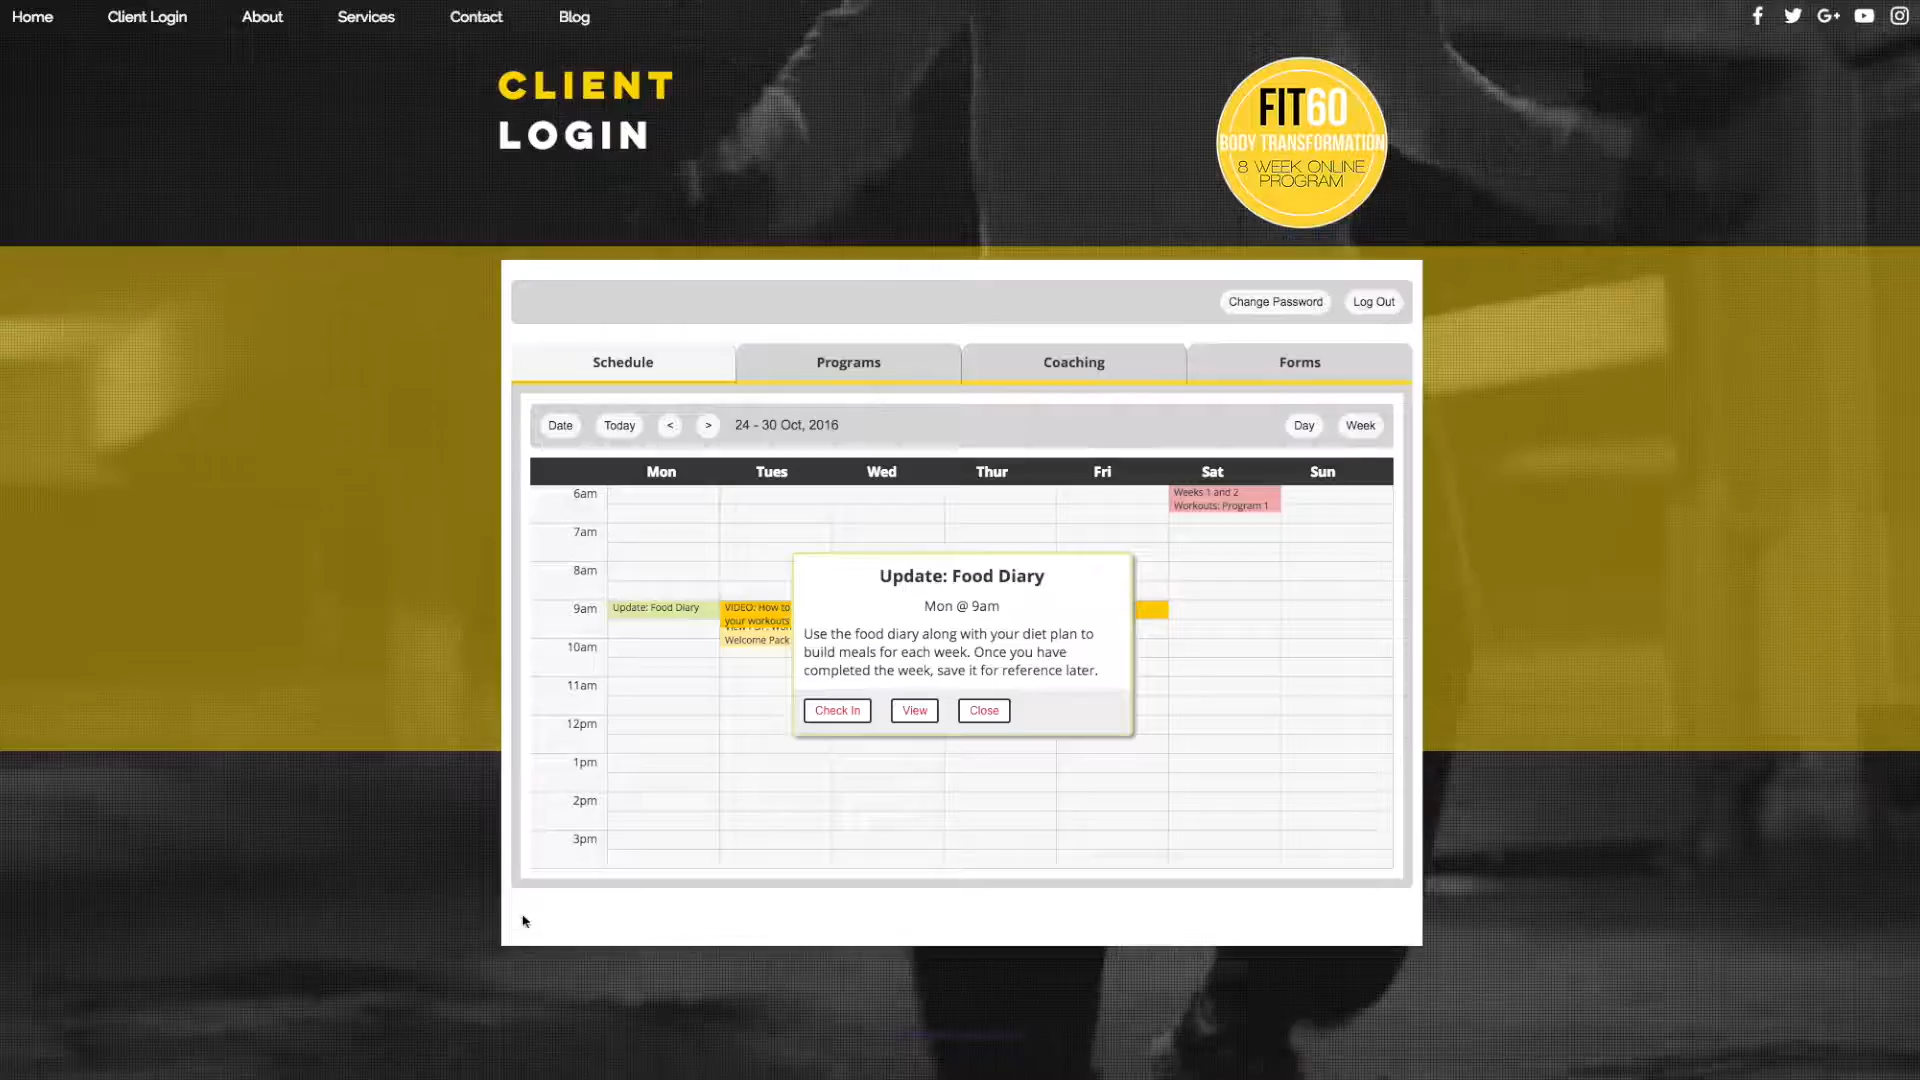 Home
Client Login
About
Services
Contact
Blog
CLIENT
LOGIN
FIT60
BODY TRANSFORMATION
8 WEEK ONLINE
PROGRAM
Change Password
Log Out
Schedule
Programs
Coaching
Forms
Date
Today
<
>
24 - 30 Oct, 2016
Day
Week
Mon
Tues
Wed
Thur
Fri
Sat
Sun
6am
Weeks 1 and 2
Workouts: Program 1
7am
8am
9am
Update: Food Diary
VIDEO: How to
your workouts
Welcome Pack
10am
11am
12pm
1pm
2pm
3pm
Update: Food Diary
Mon @ 9am
Use the food diary along with your diet plan to
build meals for each week. Once you have
completed the week, save it for reference later.
Check In
View
Close